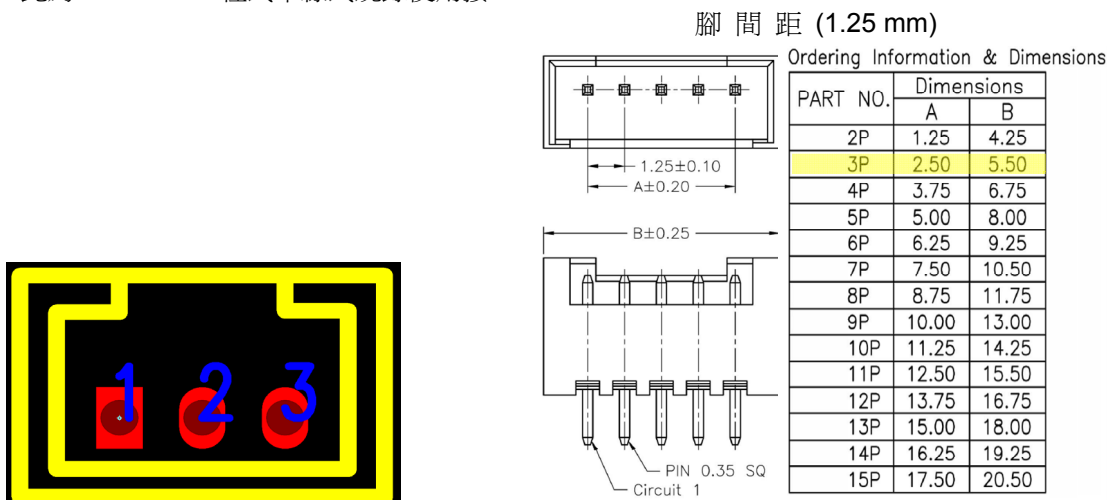 腳 間 距 (1.25 mm)
Ordering Information & Dimensions
PART NO. Dimensions
A B
2P 1.25 4.25
3P 2.50 5.50
4P 3.75 6.75
5P 5.00 8.00
6P 6.25 9.25
7P 7.50 10.50
8P 8.75 11.75
9P 10.00 13.00
10P 11.25 14.25
11P 12.50 15.50
12P 13.75 16.75
13P 15.00 18.00
14P 16.25 19.25
15P 17.50 20.50
1.25±0.10
A±0.20
B±0.25
PIN 0.35 SQ
Circuit 1
1 2 3